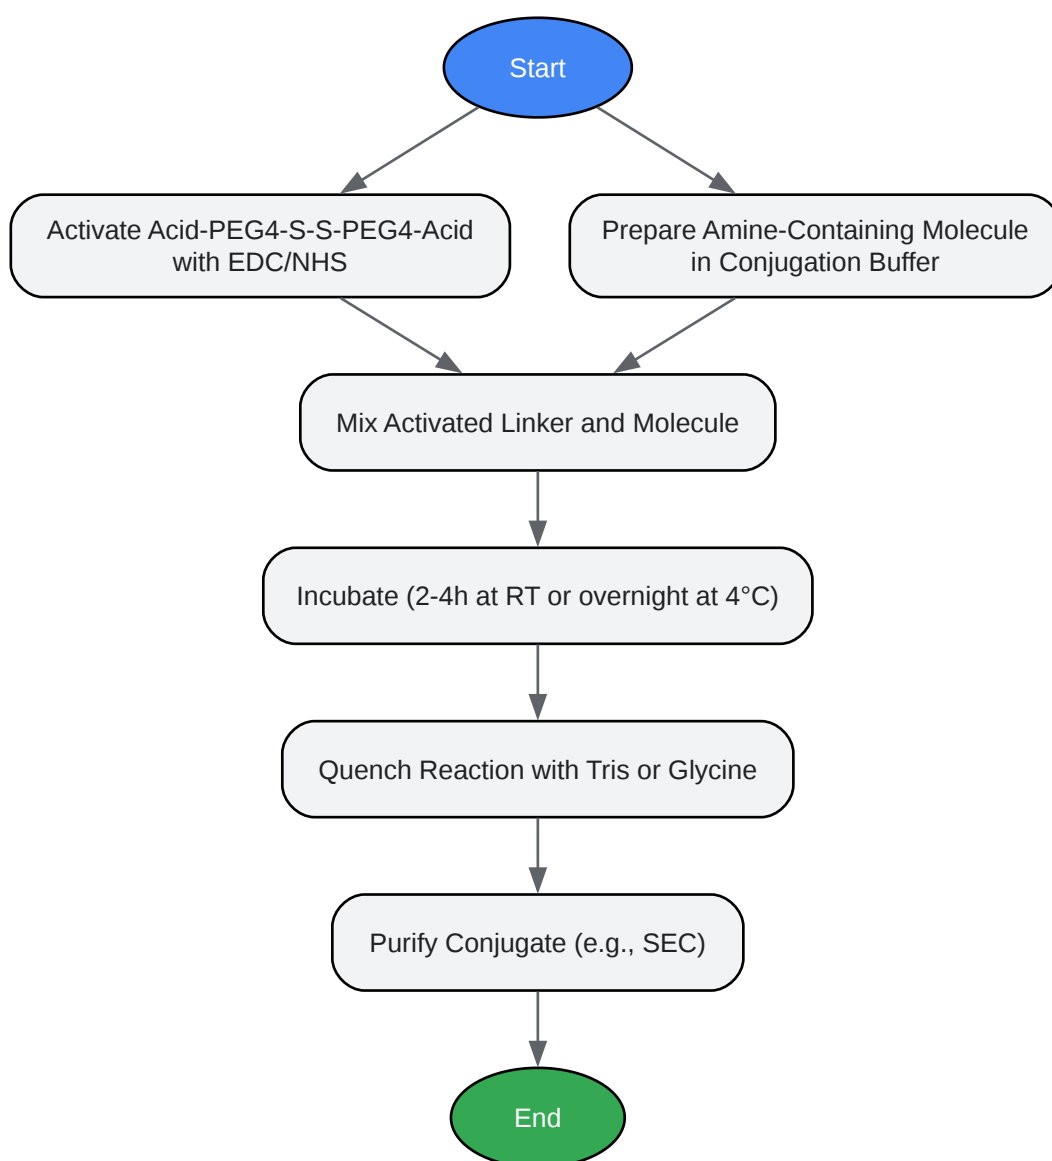 Start
Activate Acid-PEG4-S-S-PEG4-Acid
with EDC/NHS
Prepare Amine-Containing Molecule
in Conjugation Buffer
Mix Activated Linker and Molecule
Incubate (2-4h at RT or overnight at 4°C)
Quench Reaction with Tris or Glycine
Purify Conjugate (e.g., SEC)
End